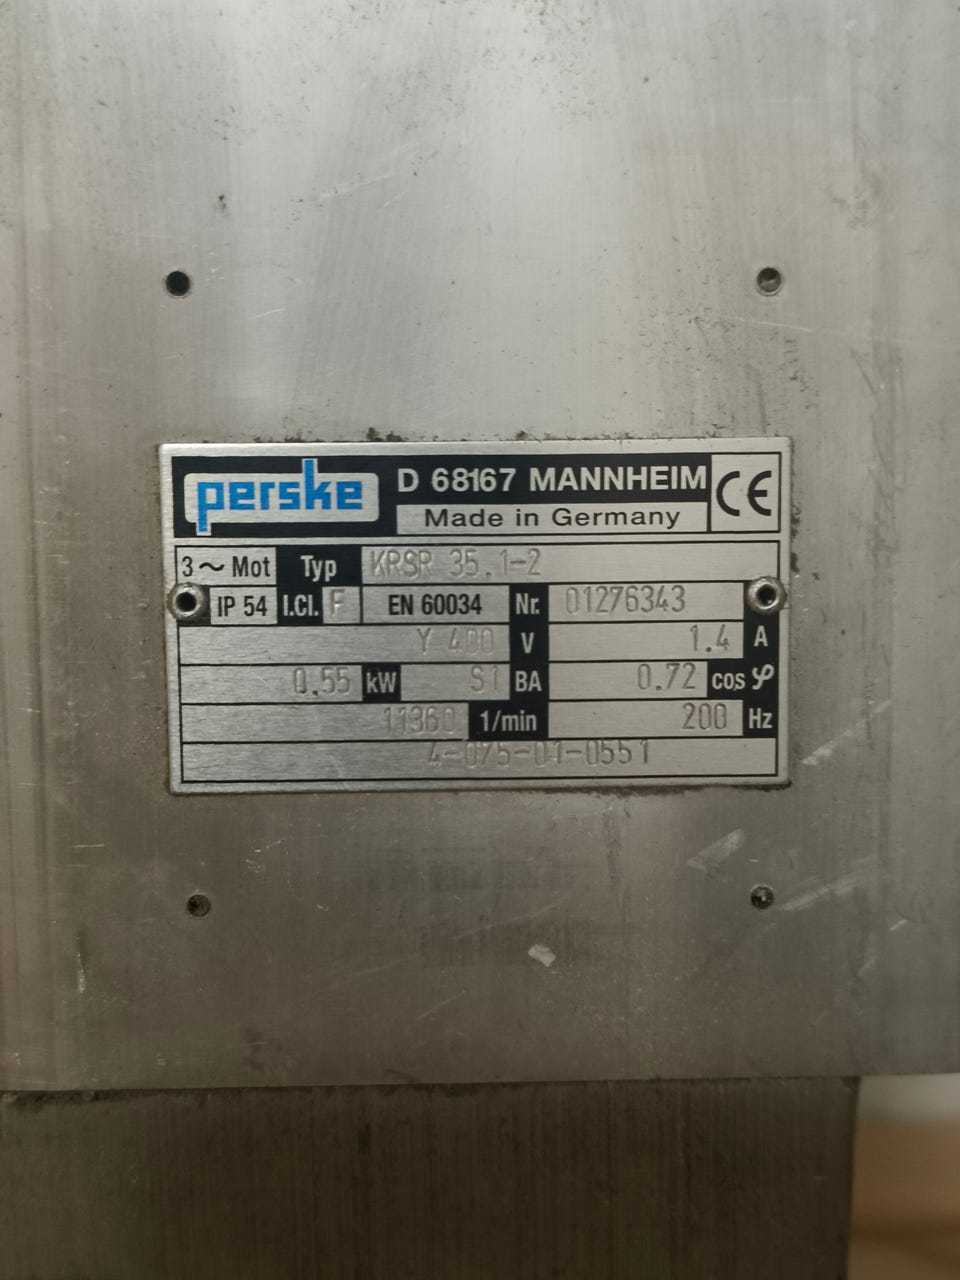 perske D 68167 MANNHEIM CE
Made in Germany
3 ~ Mot Typ KRSR 35.1-2
IP 54 I.Cl. F EN 60034 Nr. 01276343
Y 400 V 1.4 A
0.55 kW S1 BA 0.72 cos φ
11360 1/min 200 Hz
4-075-01-0551